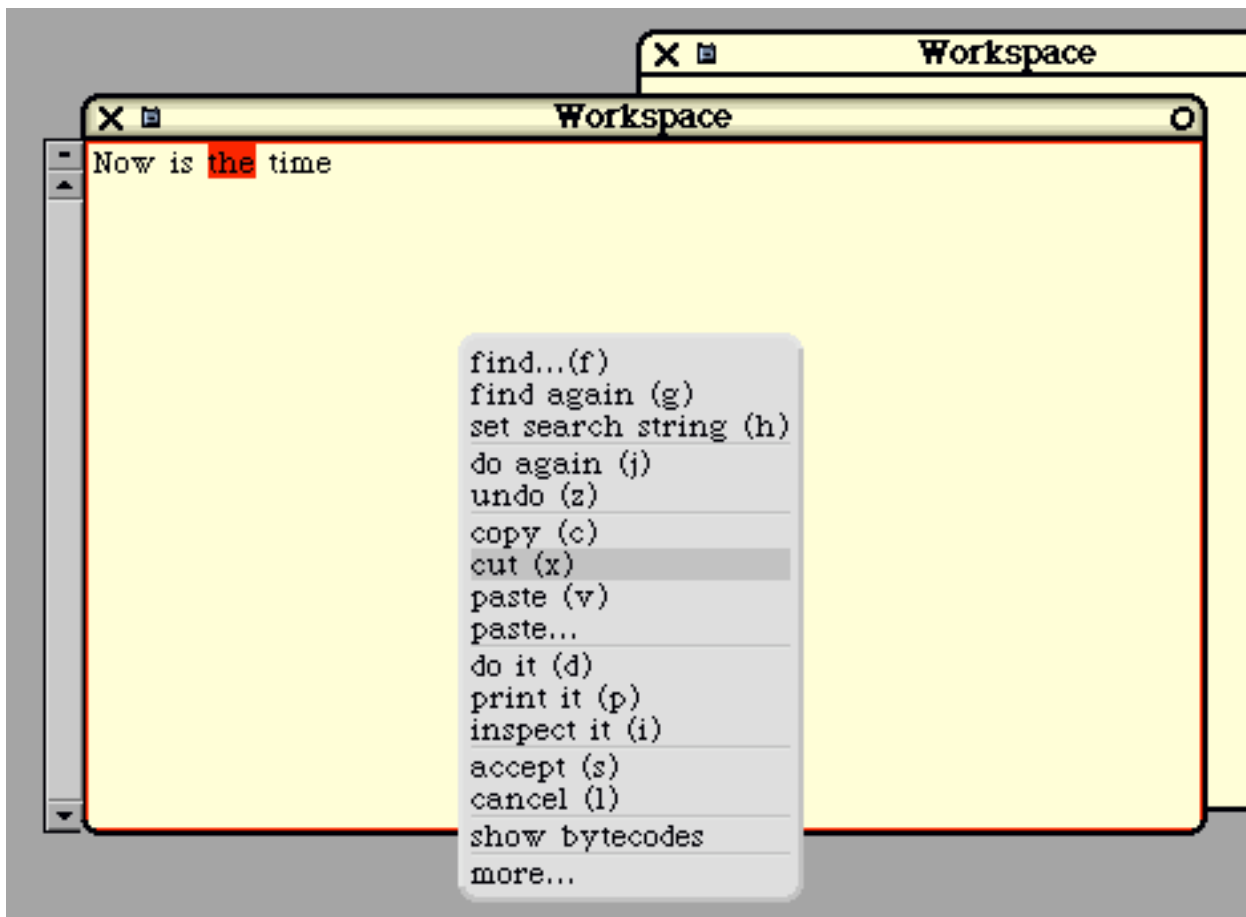 Workspace
Workspace
Now is the time
find...(f)
find again (g)
set search string (h)
do again (j)
undo (z)
copy (c)
cut (x)
paste (v)
paste...
do it (d)
print it (p)
inspect it (i)
accept (s)
cancel (l)
show bytecodes
more...